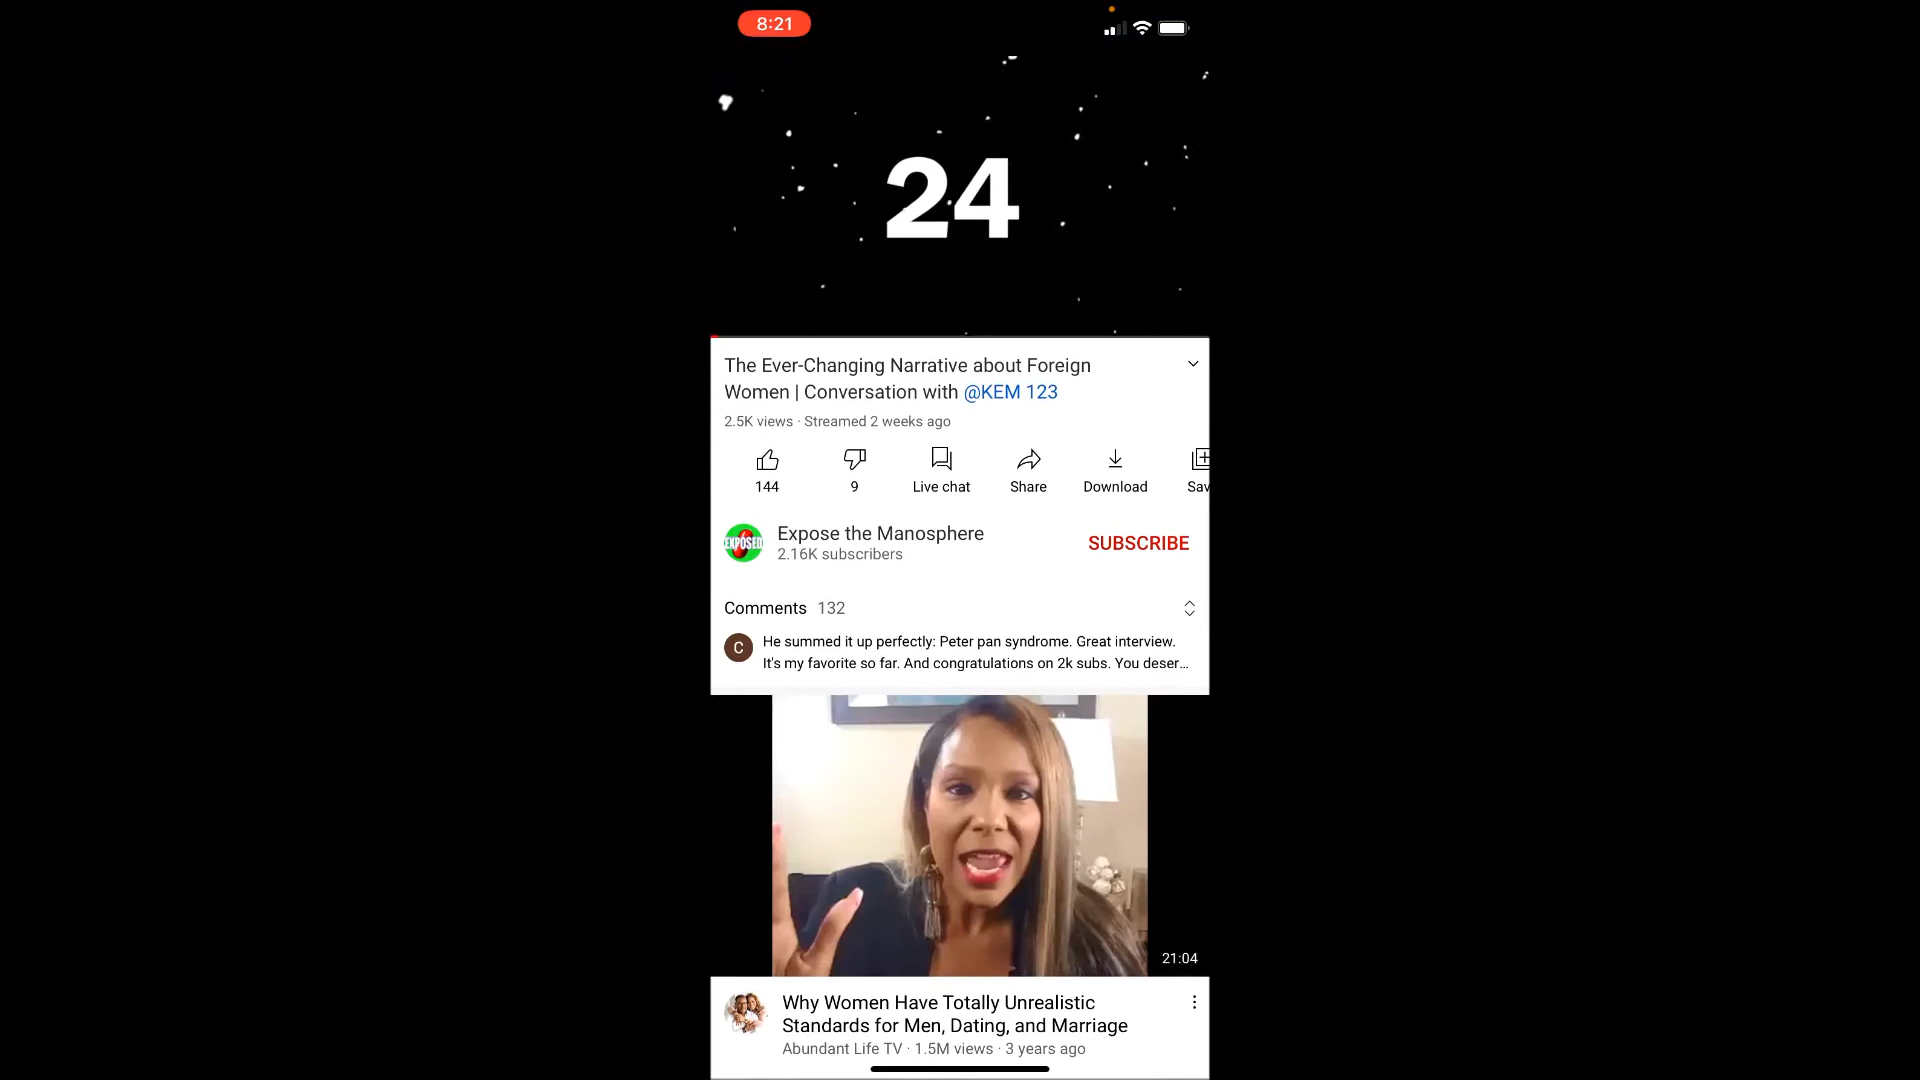 8:21
24
The Ever-Changing Narrative about Foreign
Women | Conversation with @KEM 123
2.5K views · Streamed 2 weeks ago
144
9
Live chat
Share
Download
Sav
EXPOSED
Expose the Manosphere
2.16K subscribers
SUBSCRIBE
Comments 132
C
He summed it up perfectly: Peter pan syndrome. Great interview.
It's my favorite so far. And congratulations on 2k subs. You deser...
21:04
Why Women Have Totally Unrealistic
Standards for Men, Dating, and Marriage
Abundant Life TV · 1.5M views · 3 years ago